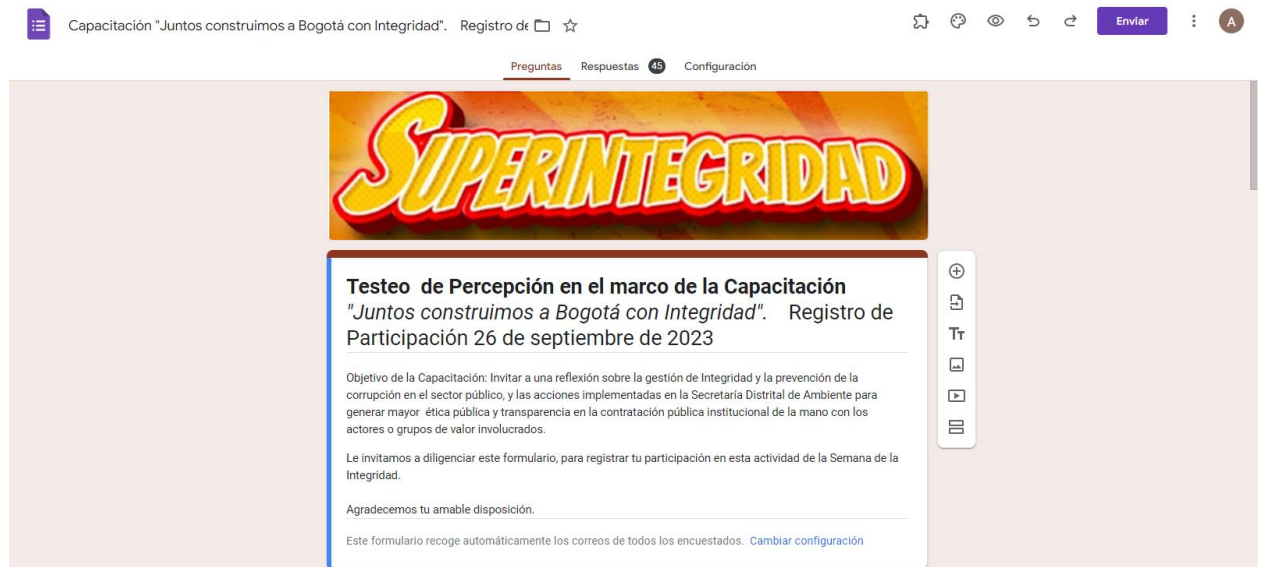 Capacitación "Juntos construimos a Bogotá con Integridad". Registro de
Enviar
A
Preguntas Respuestas 45 Configuración
SUPERINTEGRIDAD
Testeo de Percepción en el marco de la Capacitación
"Juntos construimos a Bogotá con Integridad". Registro de
Participación 26 de septiembre de 2023
Objetivo de la Capacitación: Invitar a una reflexión sobre la gestión de Integridad y la prevención de la
corrupción en el sector público, y las acciones implementadas en la Secretaría Distrital de Ambiente para
generar mayor ética pública y transparencia en la contratación pública institucional de la mano con los
actores o grupos de valor involucrados.
Le invitamos a diligenciar este formulario, para registrar tu participación en esta actividad de la Semana de la
Integridad.
Agradecemos tu amable disposición.
Este formulario recoge automáticamente los correos de todos los encuestados. Cambiar configuración
Tт